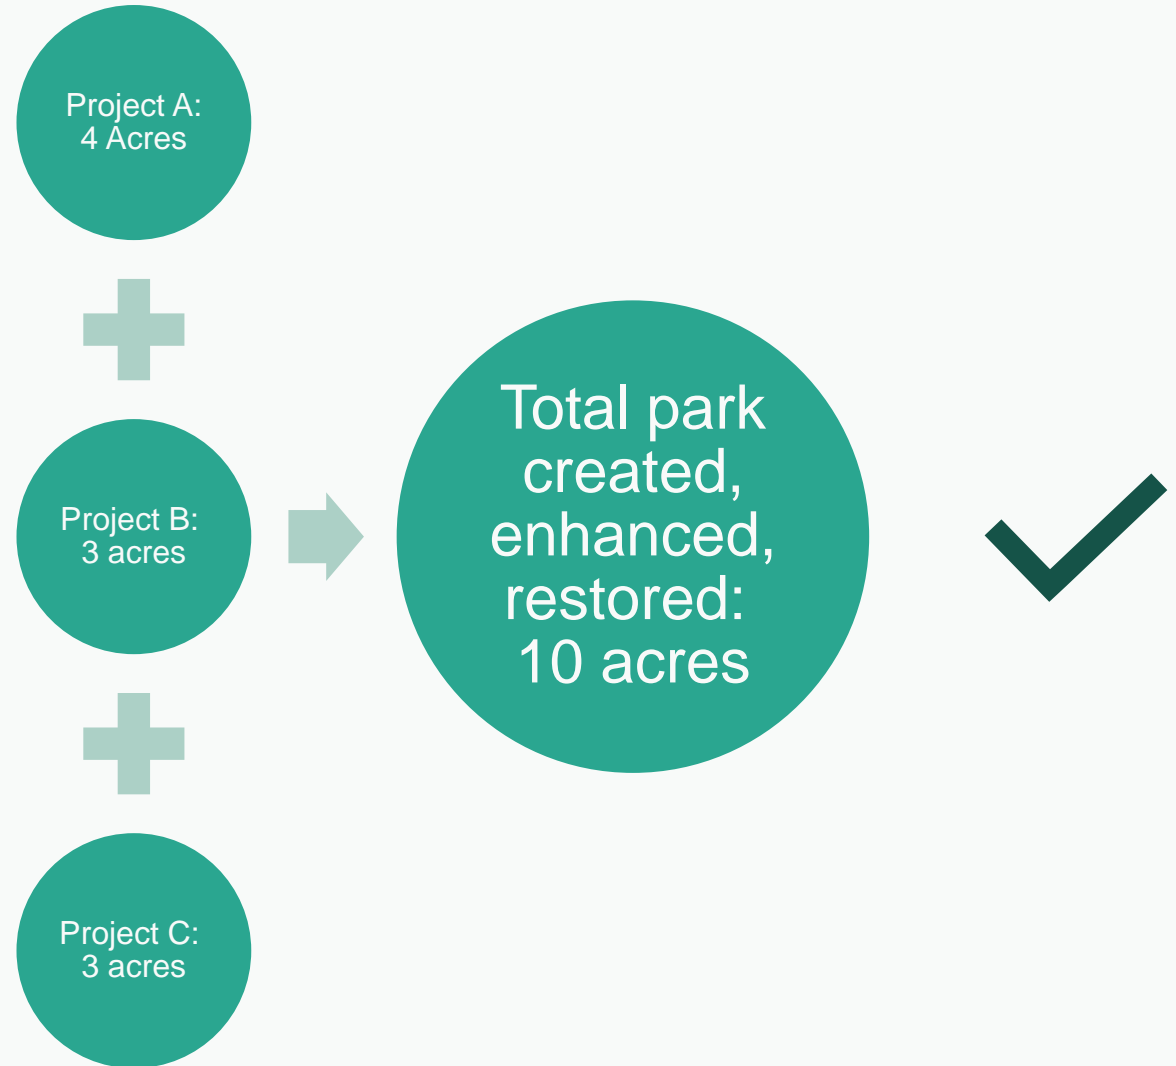 Project A:
4 Acres
Project B:
3 acres
Project C:
3 acres
Total park
created,
enhanced,
restored:
10 acres